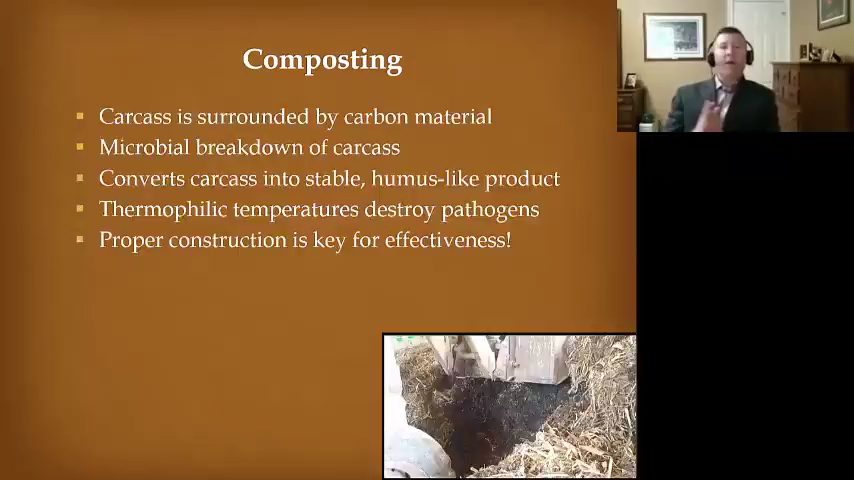 Composting
Carcass is surrounded by carbon material
Microbial breakdown of carcass
Converts carcass into stable, humus-like product
Thermophilic temperatures destroy pathogens
Proper construction is key for effectiveness!